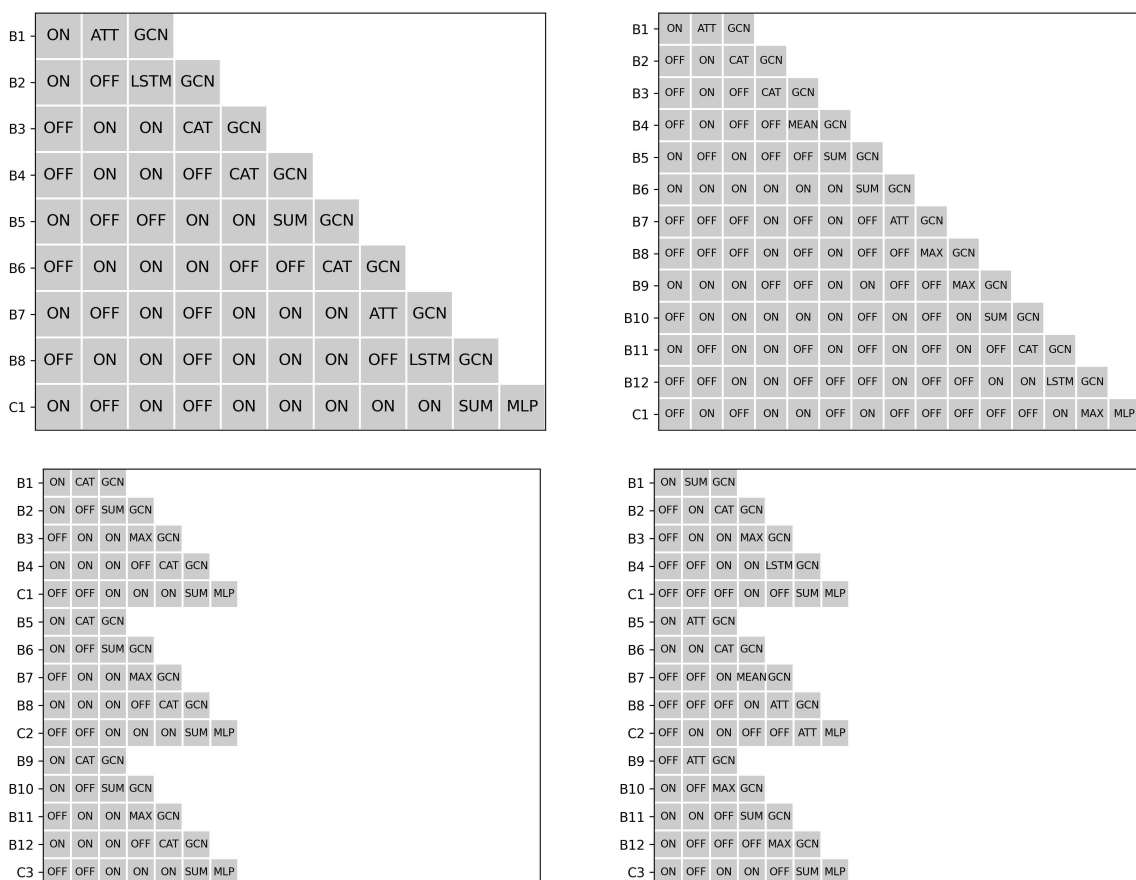 B1 ON ATT GCN
B2 ON OFF LSTM GCN
B3 OFF ON ON CAT GCN
B4 OFF ON ON OFF CAT GCN
B5 ON OFF OFF ON ON SUM GCN
B6 OFF ON ON ON OFF OFF CAT GCN
B7 ON OFF ON OFF ON ON ON ATT GCN
B8 OFF ON ON OFF ON ON ON OFF LSTM GCN
C1 ON OFF ON OFF ON ON ON ON ON SUM MLP
B1 ON ATT GCN
B2 OFF ON CAT GCN
B3 OFF ON OFF CAT GCN
B4 OFF ON OFF OFF MEAN GCN
B5 ON OFF ON OFF OFF SUM GCN
B6 ON ON ON ON ON ON SUM GCN
B7 OFF OFF OFF ON OFF ON OFF ATT GCN
B8 OFF OFF OFF ON OFF ON OFF OFF MAX GCN
B9 ON ON ON OFF OFF ON ON OFF OFF MAX GCN
B10 OFF ON ON ON ON OFF ON OFF OFF ON SUM GCN
B11 ON OFF ON OFF ON OFF ON OFF ON ON OFF CAT GCN
B12 OFF OFF ON OFF OFF OFF ON OFF OFF ON ON LSTM GCN
C1 OFF ON OFF ON ON OFF ON OFF OFF OFF OFF OFF ON MAX MLP
B1 ON CAT GCN
B2 ON OFF SUM GCN
B3 OFF ON ON MAX GCN
B4 ON ON ON OFF CAT GCN
C1 OFF OFF ON ON ON SUM MLP
B5 ON CAT GCN
B6 ON OFF SUM GCN
B7 OFF ON ON MAX GCN
B8 ON ON ON OFF CAT GCN
C2 OFF OFF ON ON ON SUM MLP
B9 ON CAT GCN
B10 ON OFF SUM GCN
B11 OFF ON ON MAX GCN
B12 ON ON ON OFF CAT GCN
C3 OFF OFF ON ON ON SUM MLP
B1 ON SUM GCN
B2 OFF ON CAT GCN
B3 OFF ON ON MAX GCN
B4 OFF OFF ON ON LSTM GCN
C1 OFF OFF OFF ON OFF SUM MLP
B5 ON ATT GCN
B6 ON ON CAT GCN
B7 OFF OFF ON MEAN GCN
B8 OFF OFF OFF ON ATT GCN
C2 OFF ON ON OFF OFF ATT MLP
B9 OFF ATT GCN
B10 ON OFF MAX GCN
B11 ON ON OFF SUM GCN
B12 ON OFF OFF OFF MAX GCN
C3 ON OFF ON ON OFF SUM MLP